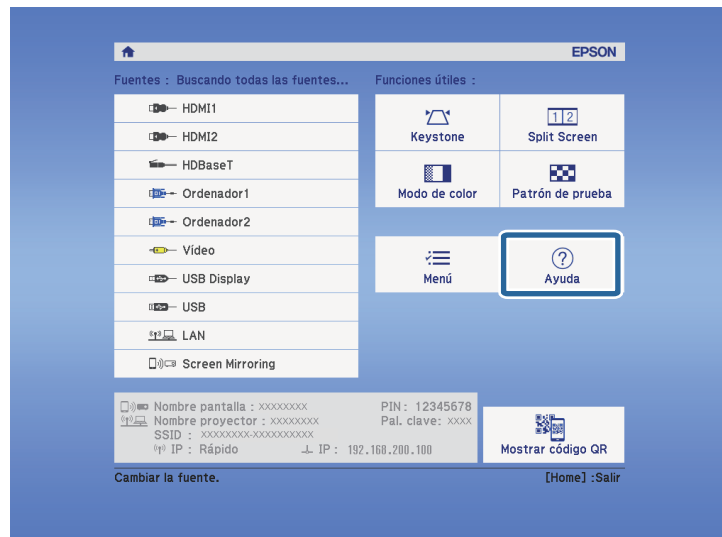 EPSON
Fuentes : Buscando todas las fuentes...
Funciones útiles :
HDMI1
HDMI2
HDBaseT
Ordenador1
Ordenador2
Vídeo
USB Display
USB
LAN
Screen Mirroring
Keystone
1 2
Split Screen
Modo de color
Patrón de prueba
Menú
?
Ayuda
Nombre pantalla : xxxxxxxx
PIN : 12345678
Nombre proyector : xxxxxxxx
Pal. clave: xxxx
SSID : xxxxxxxx-xxxxxxxxxx
IP : Rápido
IP : 192.168.200.100
Mostrar código QR
Cambiar la fuente.
[Home] :Salir